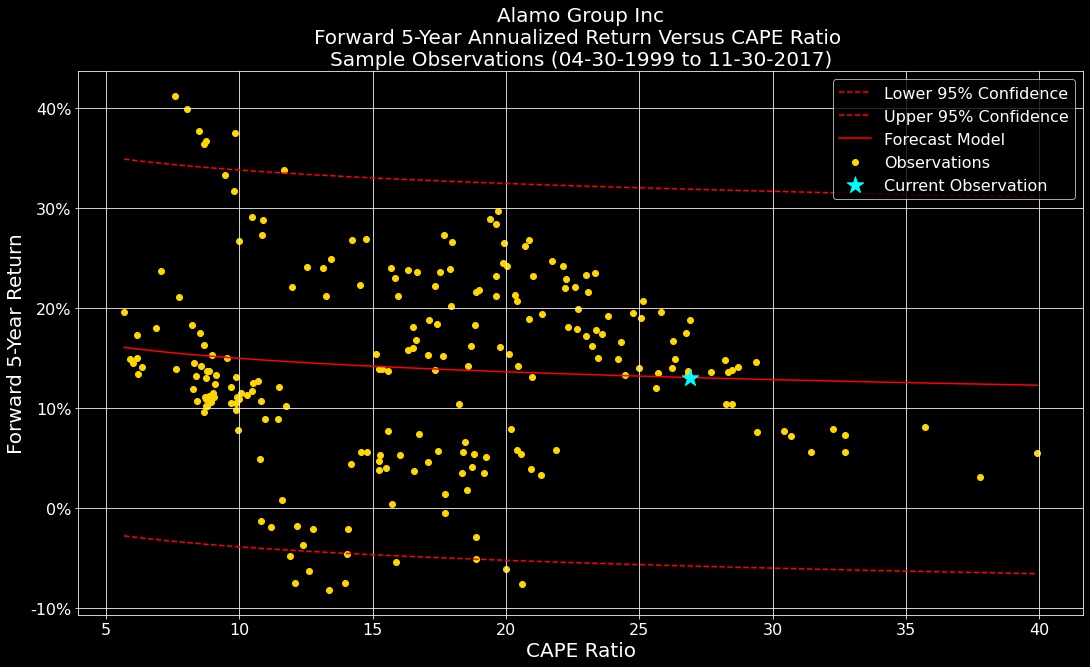 Alamo Group Inc
Forward 5-Year Annualized Return Versus CAPE Ratio
Sample Observations (04-30-1999 to 11-30-2017)
Lower 95% Confidence
Upper 95% Confidence
Forecast Model
Observations
Current Observation
Forward 5-Year Return
40%
30%
20%
10%
0%
-10%
5
10
15
20
25
30
35
40
CAPE Ratio